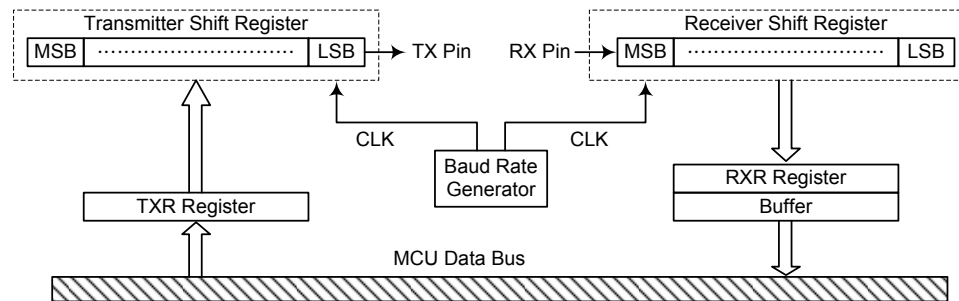 Transmitter Shift Register
MSB ................................ LSB
TX Pin
RX Pin
Receiver Shift Register
MSB ................................ LSB
CLK
CLK
Baud Rate
Generator
TXR Register
RXR Register
Buffer
MCU Data Bus